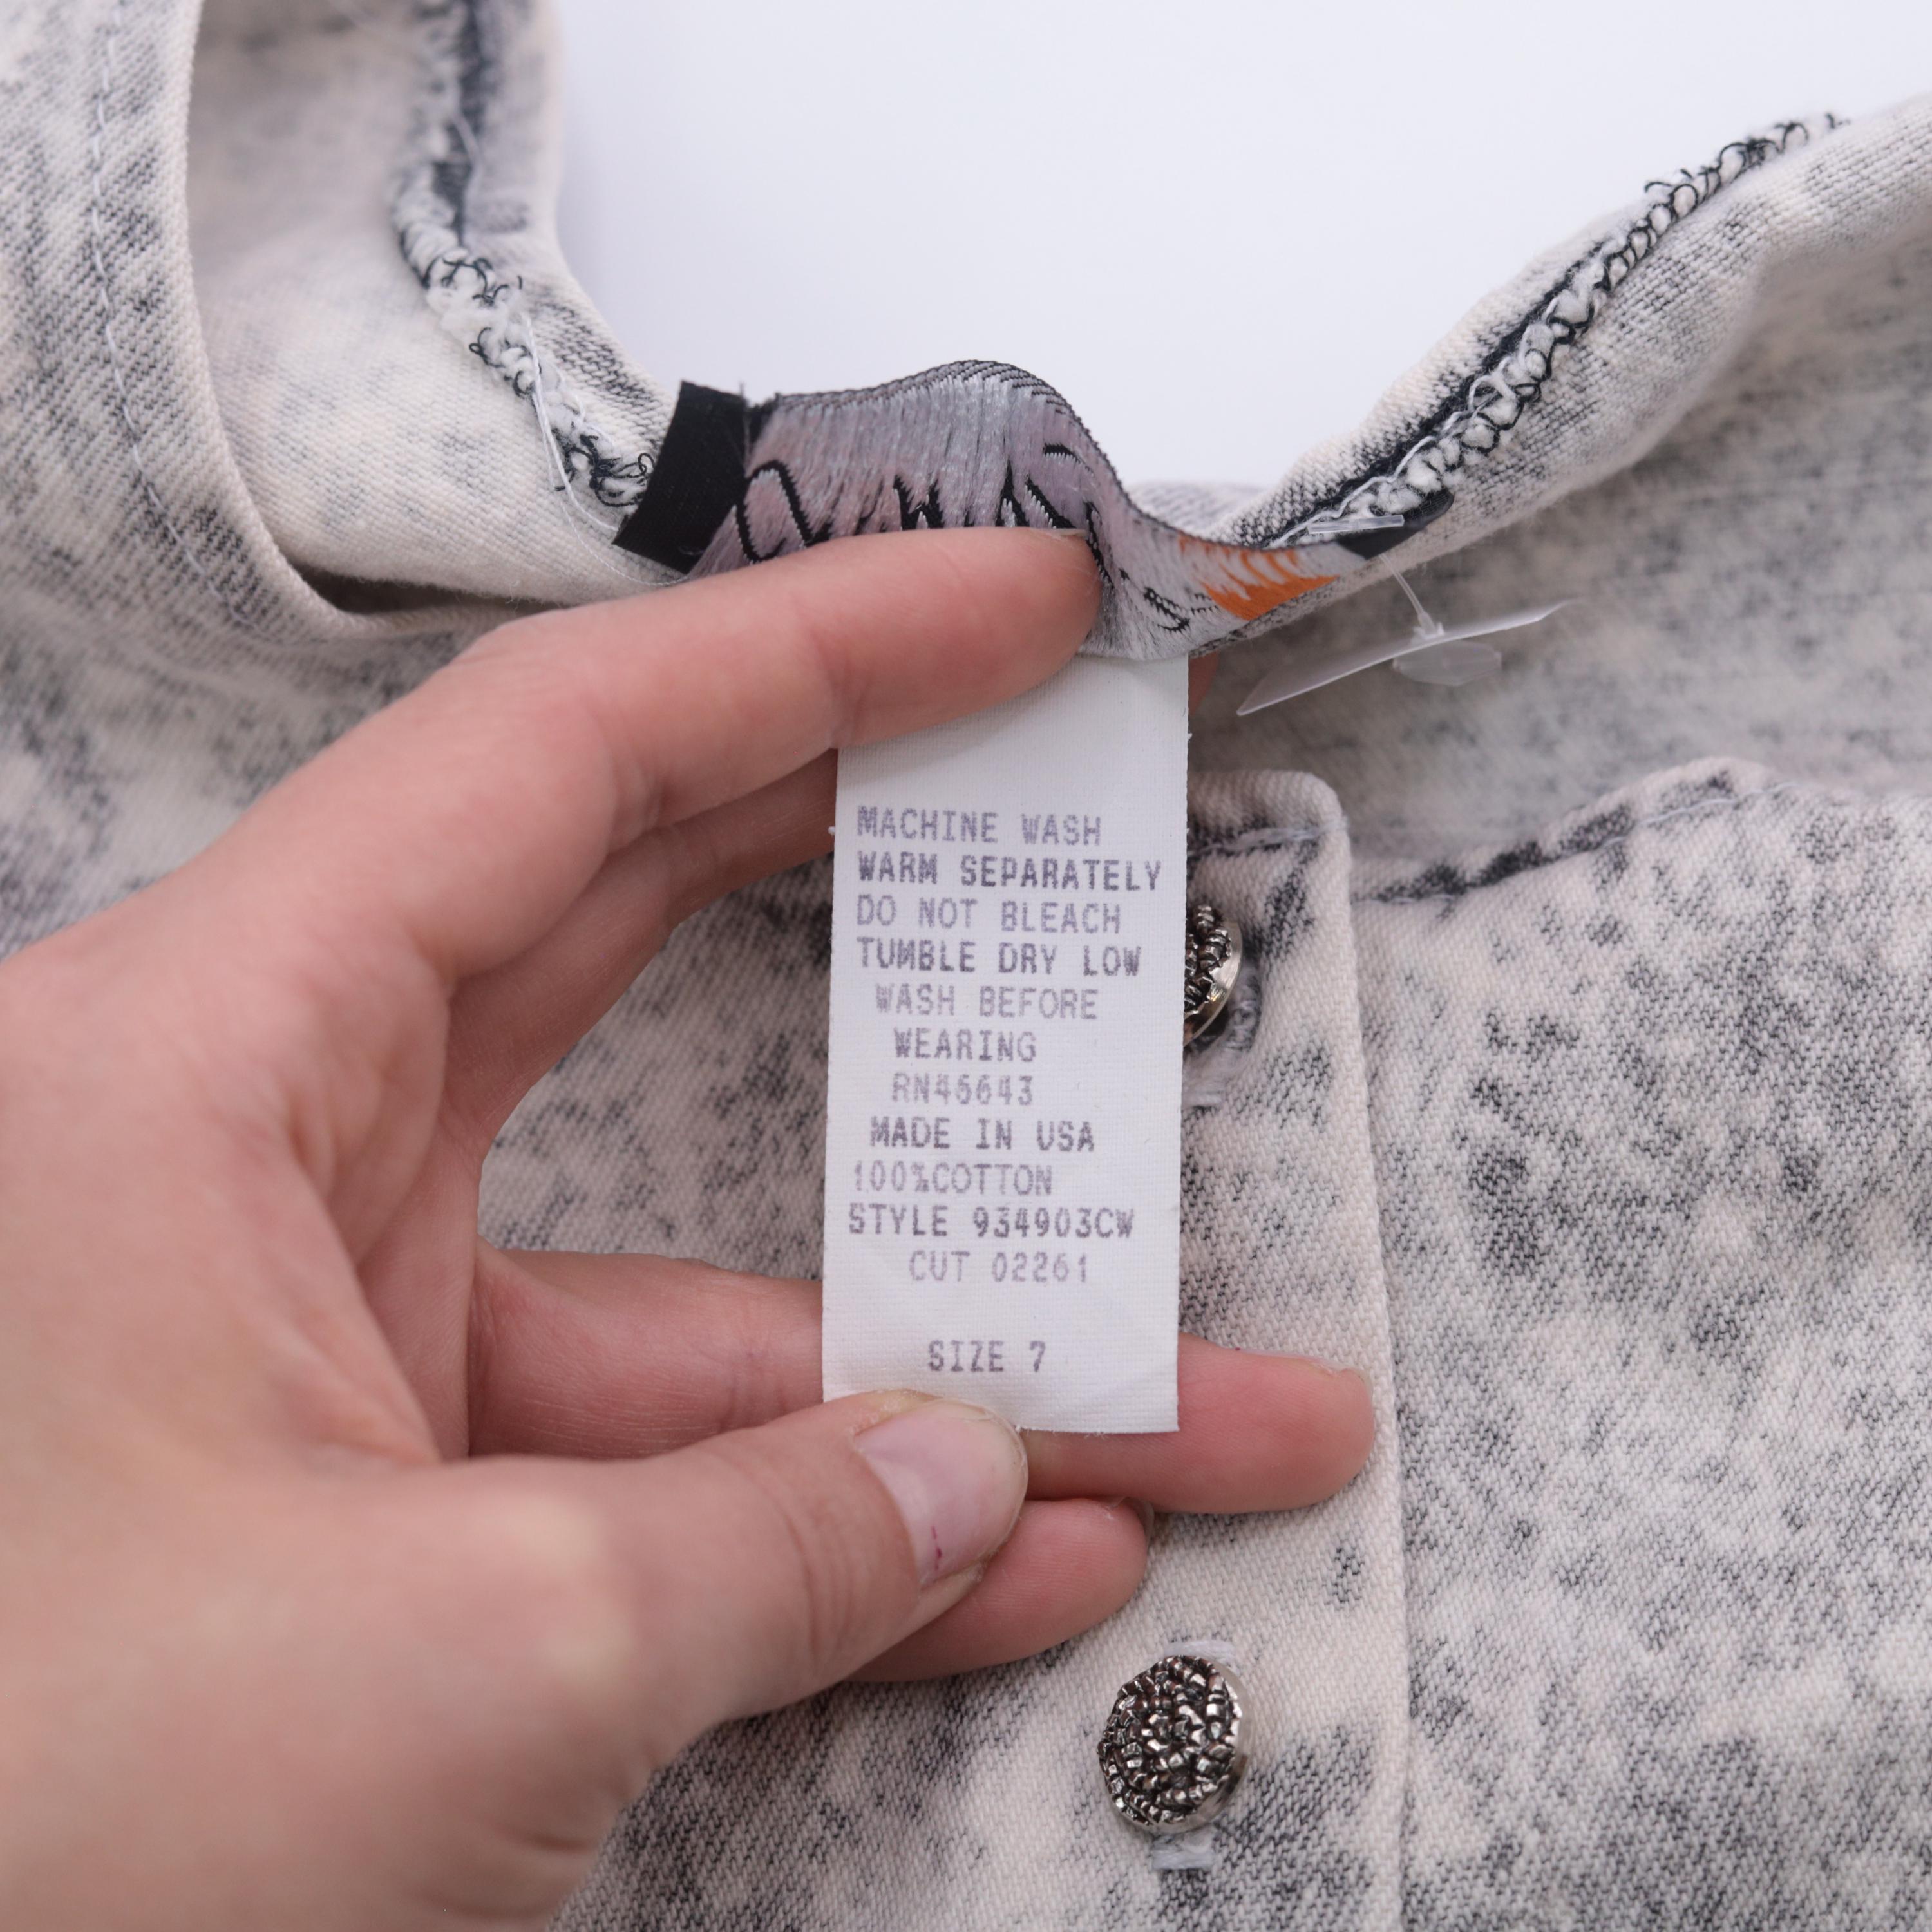 MACHINE WASH
WARM SEPARATELY
DO NOT BLEACH
TUMBLE DRY LOW
WASH BEFORE
WEARING
RN46643
MADE IN USA
100%COTTON
STYLE 934903CW
CUT 02261
SIZE 7